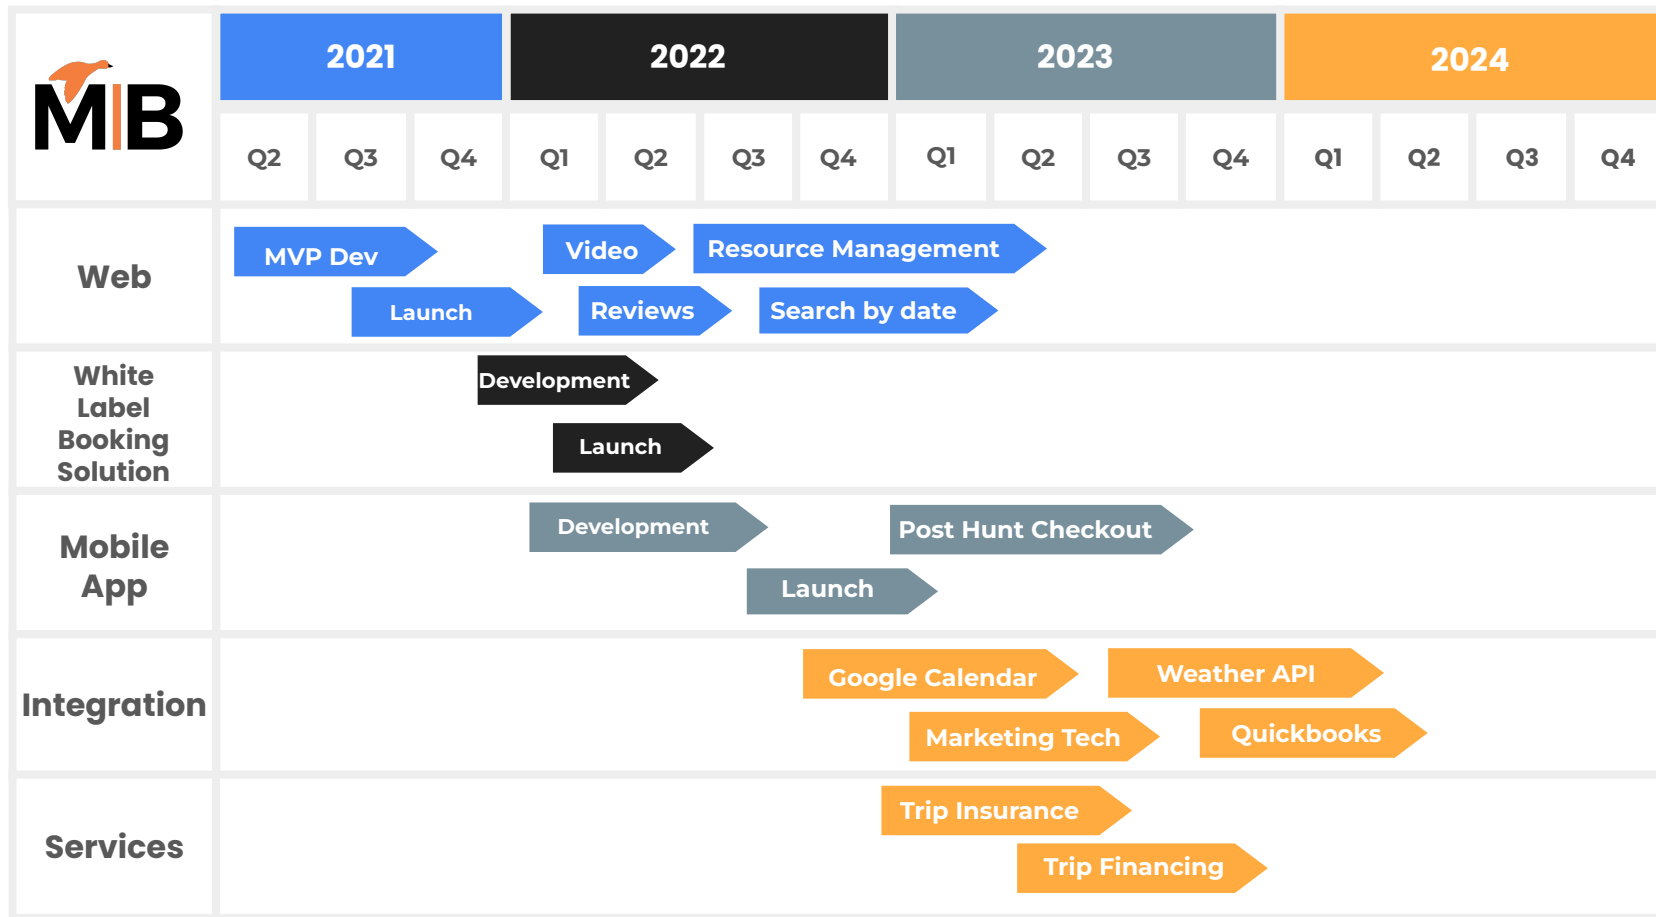 MIB
2021
2022
2023
2024
Q2
Q3
Q4
Q1
Q2
Q3
Q4
Q1
Q2
Q3
Q4
Q1
Q2
Q3
Q4
Web
MVP Dev
Video
Resource Management
Launch
Reviews
Search by date
White
Label
Booking
Solution
Development
Launch
Mobile
App
Development
Post Hunt Checkout
Launch
Integration
Google Calendar
Weather API
Marketing Tech
Quickbooks
Services
Trip Insurance
Trip Financing